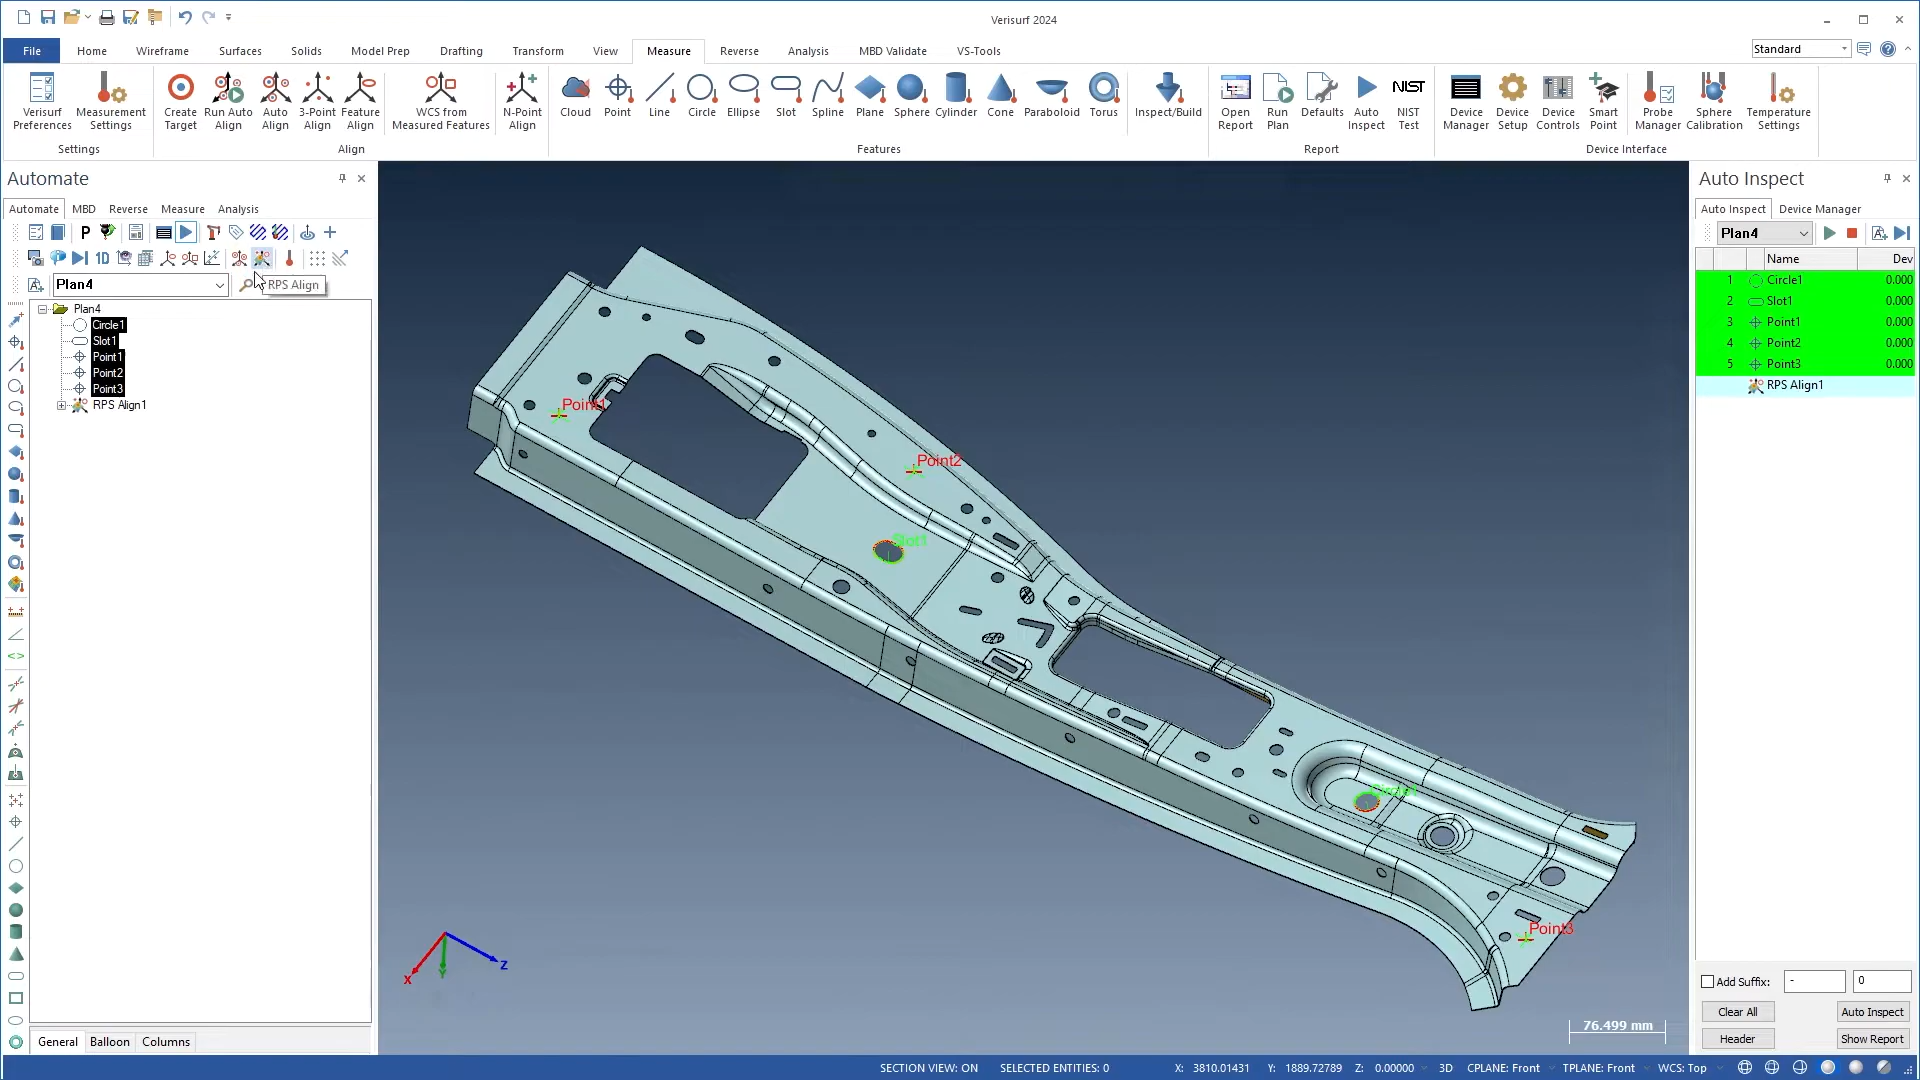 Verisurf 2024
File Home Wireframe Surfaces Solids Model Prep Drafting Transform View Measure Reverse Analysis MBD Validate VS-Tools
Standard
Verisurf Preferences
Measurement Settings
Settings
Create Target
Run Auto Align
Auto Align
3-Point Align
Feature Align
WCS from Measured Features
N-Point Align
Align
Cloud Point Line Circle Ellipse Slot Spline Plane Sphere Cylinder Cone Paraboloid Torus
Inspect/Build
Features
Open Report
Run Plan
Defaults
Auto Inspect
NIST
NIST Test
Report
Device Manager
Device Setup
Device Controls
Smart Point
Probe Manager
Sphere Calibration
Temperature Settings
Device Interface
Automate
Automate MBD Reverse Measure Analysis
P
1D
Plan4
RPS Align
Plan4
Circle1
Slot1
Point1
Point2
Point3
RPS Align1
General Balloon Columns
Point1
Point2
Slot1
Circle1
Point3
X
Y
Z
76.499 mm
Auto Inspect
Auto Inspect Device Manager
Plan4
Name Dev
1 Circle1 0.000
2 Slot1 0.000
3 Point1 0.000
4 Point2 0.000
5 Point3 0.000
RPS Align1
Add Suffix: - 0
Clear All Auto Inspect
Header Show Report
SECTION VIEW: ON SELECTED ENTITIES: 0 X: 3810.01431 Y: 1889.72789 Z: 0.00000 3D CPLANE: Front TPLANE: Front WCS: Top